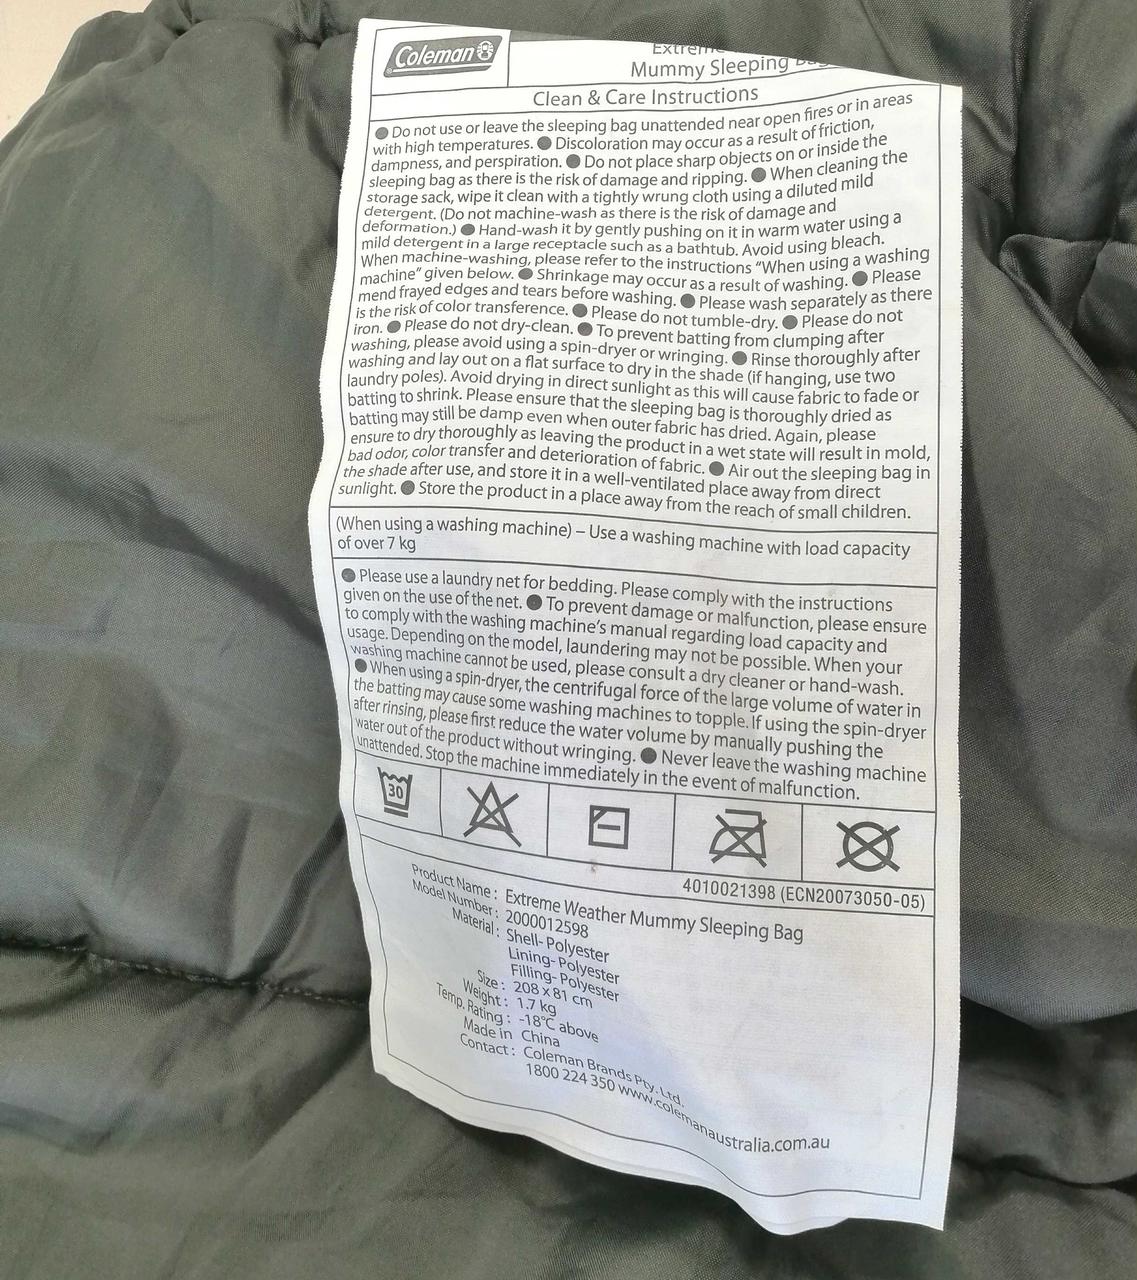 Coleman
Extreme
Mummy Sleeping Bag
Clean & Care Instructions
● Do not use or leave the sleeping bag unattended near open fires or in areas
with high temperatures. ● Discoloration may occur as a result of friction,
dampness, and perspiration. ● Do not place sharp objects on or inside the
sleeping bag as there is the risk of damage and ripping. ● When cleaning the
storage sack, wipe it clean with a tightly wrung cloth using a diluted mild
detergent. (Do not machine-wash as there is the risk of damage and
deformation.) ● Hand-wash it by gently pushing on it in warm water using a
mild detergent in a large receptacle such as a bathtub. Avoid using bleach.
When machine-washing, please refer to the instructions "When using a washing
machine" given below. ● Shrinkage may occur as a result of washing. ● Please
mend frayed edges and tears before washing. ● Please wash separately as there
is the risk of color transference. ● Please do not tumble-dry. ● Please do not
iron. ● Please do not dry-clean. ● To prevent batting from clumping after
washing, please avoid using a spin-dryer or wringing. ● Rinse thoroughly after
washing and lay out on a flat surface to dry in the shade (if hanging, use two
laundry poles). Avoid drying in direct sunlight as this will cause fabric to fade or
batting to shrink. Please ensure that the sleeping bag is thoroughly dried as
batting may still be damp even when outer fabric has dried. Again, please
ensure to dry thoroughly as leaving the product in a wet state will result in mold,
bad odor, color transfer and deterioration of fabric. ● Air out the sleeping bag in
the shade after use, and store it in a well-ventilated place away from direct
sunlight. ● Store the product in a place away from the reach of small children.
(When using a washing machine) – Use a washing machine with load capacity
of over 7 kg
● Please use a laundry net for bedding. Please comply with the instructions
given on the use of the net. ● To prevent damage or malfunction, please ensure
to comply with the washing machine's manual regarding load capacity and
usage. Depending on the model, laundering may not be possible. When your
washing machine cannot be used, please consult a dry cleaner or hand-wash.
● When using a spin-dryer, the centrifugal force of the large volume of water in
the batting may cause some washing machines to topple. If using the spin-dryer
after rinsing, please first reduce the water volume by manually pushing the
water out of the product without wringing. ● Never leave the washing machine
unattended. Stop the machine immediately in the event of malfunction.
30
4010021398 (ECN20073050-05)
Product Name : Extreme Weather Mummy Sleeping Bag
Model Number : 2000012598
Material : Shell- Polyester
Lining- Polyester
Filling- Polyester
Size : 208 x 81 cm
Weight : 1.7 kg
Temp. Rating : -18°C above
Made in China
Contact : Coleman Brands Pty. Ltd.
1800 224 350 www.colemanaustralia.com.au